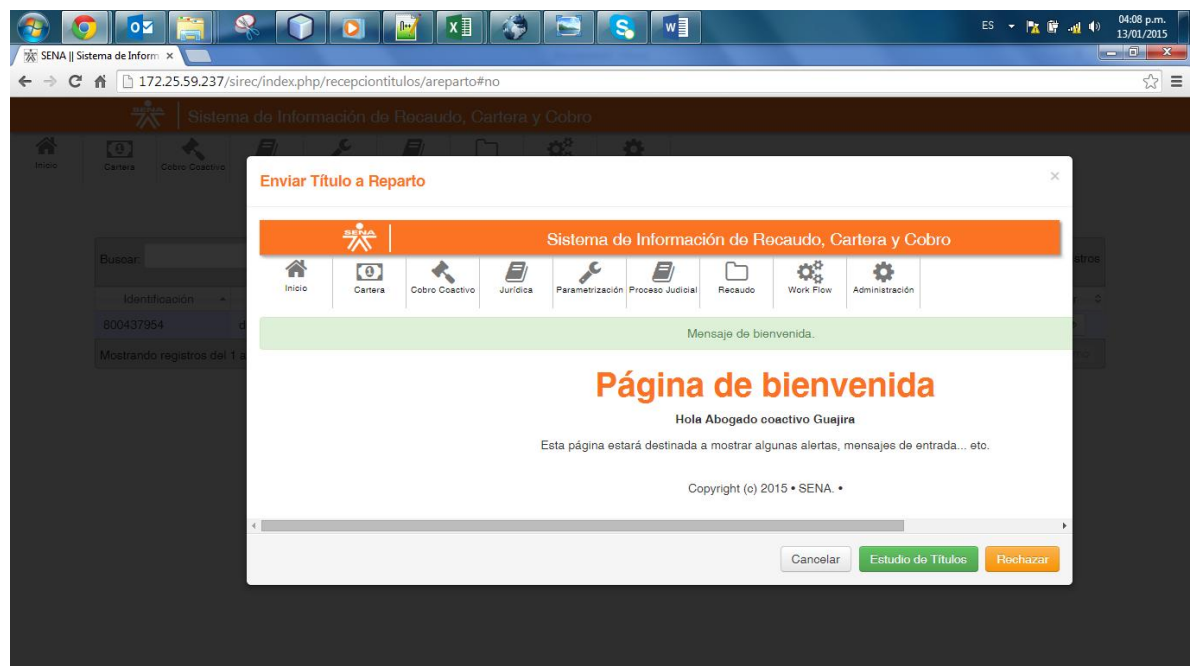 ES
04:08 p.m.
13/01/2015
SENA || Sistema de Inform
172.25.59.237/sirec/index.php/recepciontitulos/areparto#no
SENA Sistema de Información de Recaudo, Cartera y Cobro
Inicio Cartera Cobro Coactivo
Enviar Título a Reparto ×
SENA Sistema de Información de Recaudo, Cartera y Cobro
Inicio Cartera Cobro Coactivo Jurídica Parametrización Proceso Judicial Recaudo Work Flow Administración
Mensaje de bienvenida.
Página de bienvenida
Hola Abogado coactivo Guajira
Esta página estará destinada a mostrar algunas alertas, mensajes de entrada... etc.
Copyright (c) 2015 • SENA. •
Cancelar Estudio de Títulos Rechazar
Buscar:
Identificación
800437954
Mostrando registros del 1 a